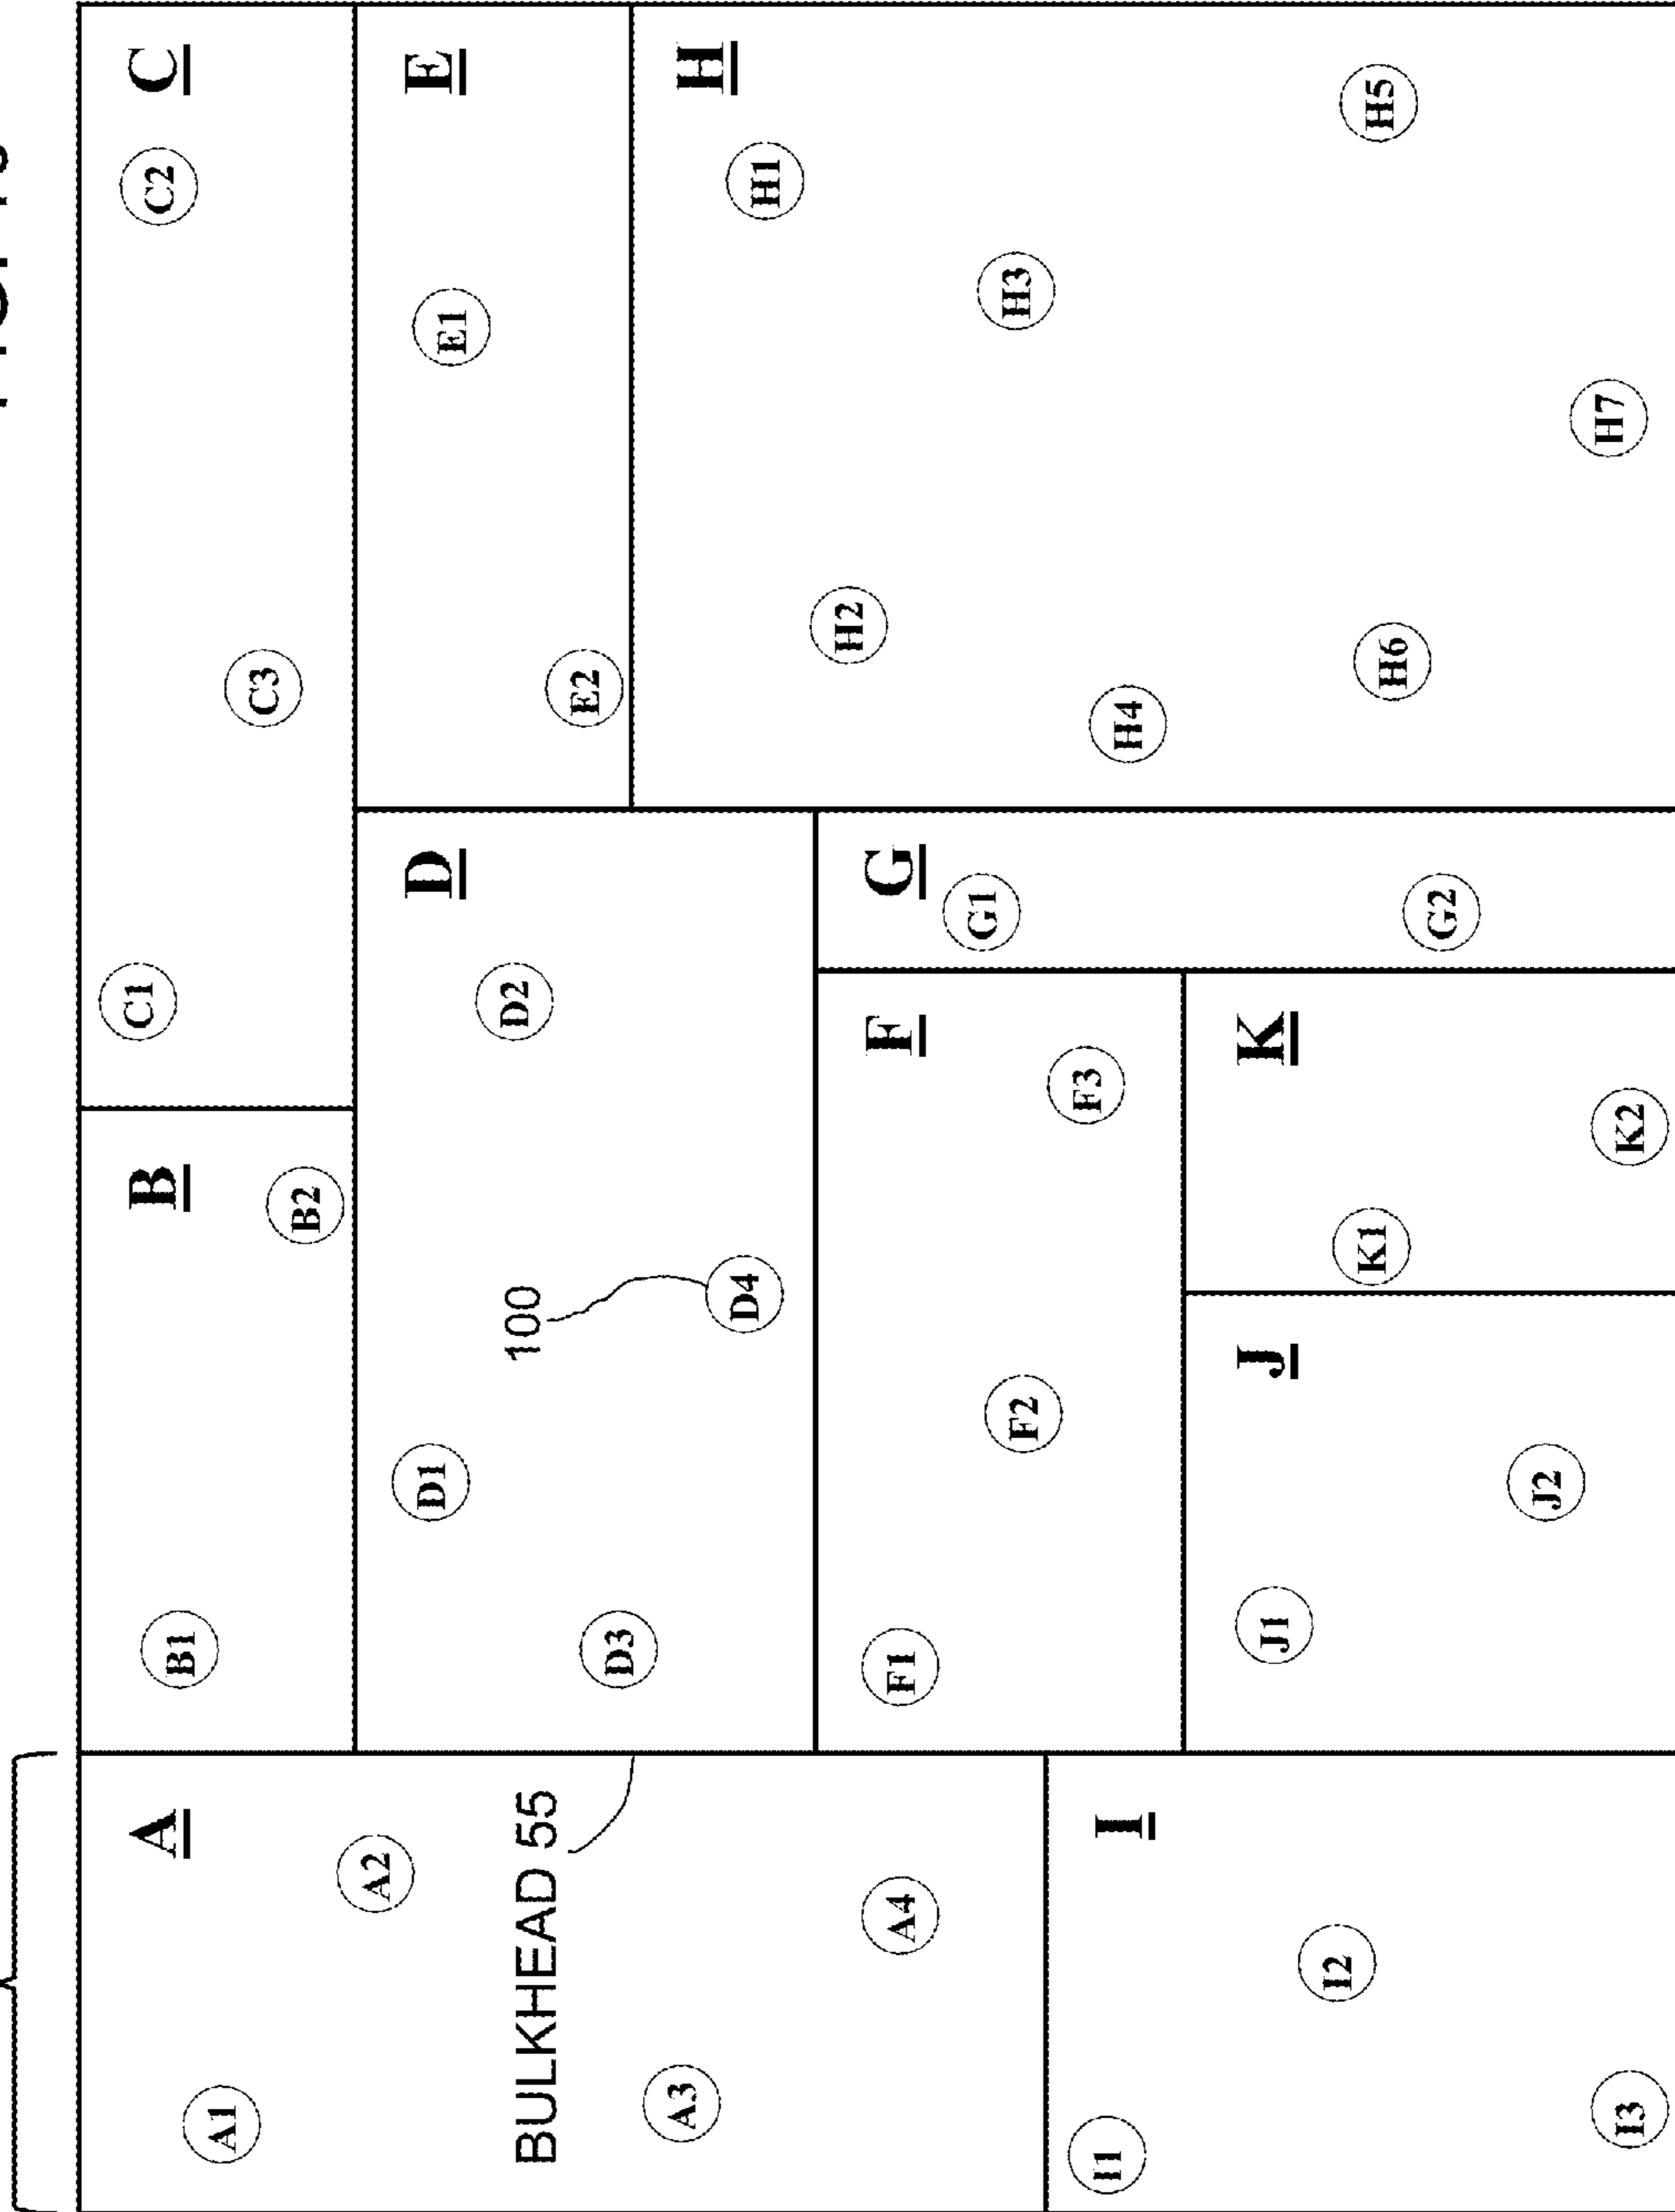 C1
A B C
C2
B1
A1
C3
B2
A2
D1
D E
E1
D2
100
BULKHEAD 55
E2
D3
A3
H
D4
H1
H2
F G
A4 F1
G1
H3
F2
F3
I1
I
H4
J K
J1
I2
K1
H5
H6
G2
J2
H7
I3 K2